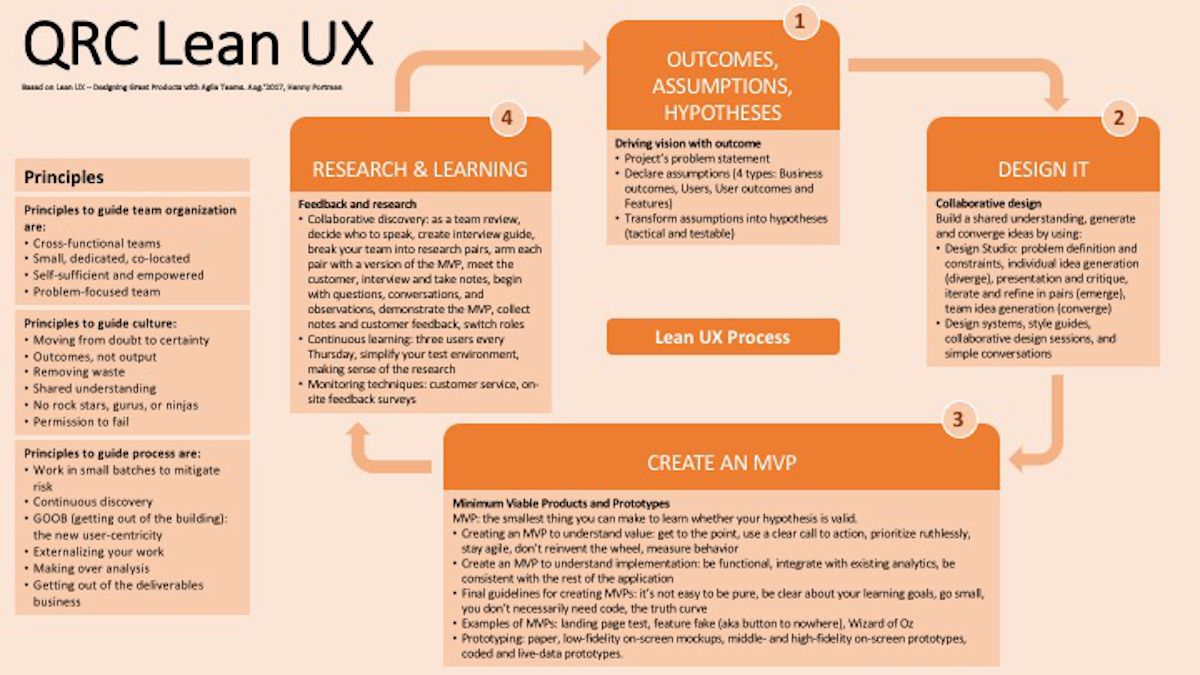 QRC Lean UX
Based on Lean UX – Designing Great Products with Agile Teams. Aug.'2017, Henny Portman
Principles
Principles to guide team organization
are:
• Cross-functional teams
• Small, dedicated, co-located
• Self-sufficient and empowered
• Problem-focused team
Principles to guide culture:
• Moving from doubt to certainty
• Outcomes, not output
• Removing waste
• Shared understanding
• No rock stars, gurus, or ninjas
• Permission to fail
Principles to guide process are:
• Work in small batches to mitigate
risk
• Continuous discovery
• GOOB (getting out of the building):
the new user-centricity
• Externalizing your work
• Making over analysis
• Getting out of the deliverables
business
1
OUTCOMES,
ASSUMPTIONS,
HYPOTHESES
Driving vision with outcome
• Project's problem statement
• Declare assumptions (4 types: Business
outcomes, Users, User outcomes and
Features)
• Transform assumptions into hypotheses
(tactical and testable)
2
DESIGN IT
Collaborative design
Build a shared understanding, generate
and converge ideas by using:
• Design Studio: problem definition and
constraints, individual idea generation
(diverge), presentation and critique,
iterate and refine in pairs (emerge),
team idea generation (converge)
• Design systems, style guides,
collaborative design sessions, and
simple conversations
Lean UX Process
3
CREATE AN MVP
Minimum Viable Products and Prototypes
MVP: the smallest thing you can make to learn whether your hypothesis is valid.
• Creating an MVP to understand value: get to the point, use a clear call to action, prioritize ruthlessly,
stay agile, don't reinvent the wheel, measure behavior
• Create an MVP to understand implementation: be functional, integrate with existing analytics, be
consistent with the rest of the application
• Final guidelines for creating MVPs: it's not easy to be pure, be clear about your learning goals, go small,
you don't necessarily need code, the truth curve
• Examples of MVPs: landing page test, feature fake (aka button to nowhere), Wizard of Oz
• Prototyping: paper, low-fidelity on-screen mockups, middle- and high-fidelity on-screen prototypes,
coded and live-data prototypes.
4
RESEARCH & LEARNING
Feedback and research
• Collaborative discovery: as a team review,
decide who to speak, create interview guide,
break your team into research pairs, arm each
pair with a version of the MVP, meet the
customer, interview and take notes, begin
with questions, conversations, and
observations, demonstrate the MVP, collect
notes and customer feedback, switch roles
• Continuous learning: three users every
Thursday, simplify your test environment,
making sense of the research
• Monitoring techniques: customer service, on-
site feedback surveys